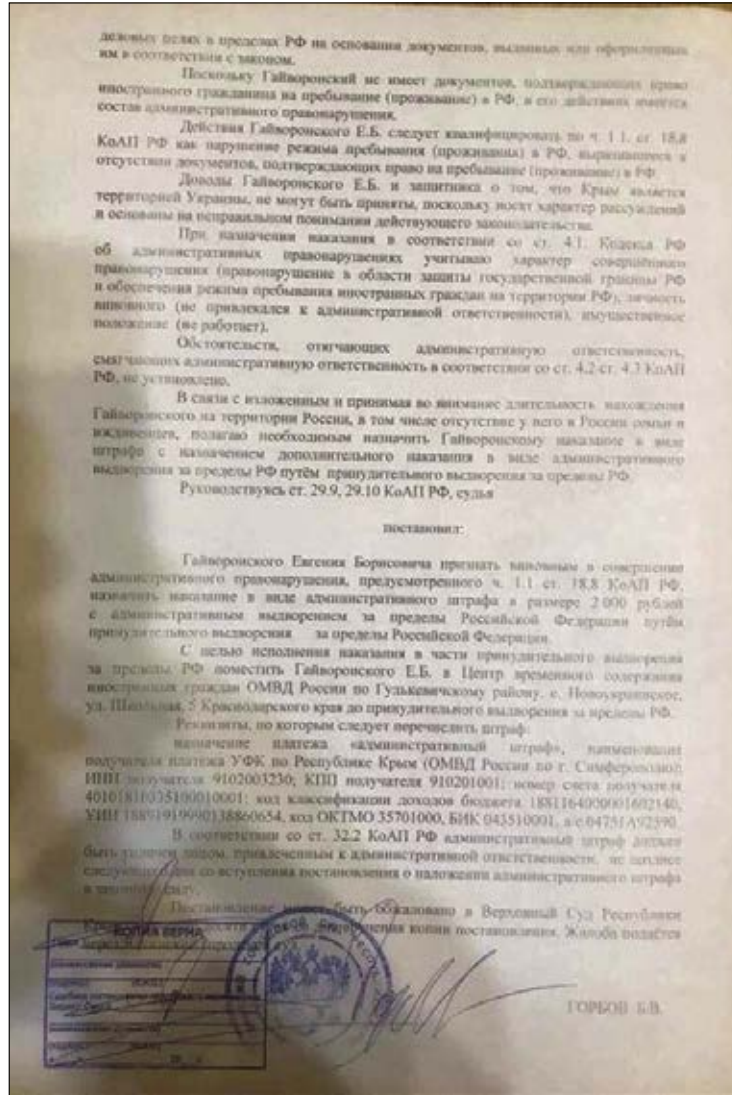 деловых целях в пределах РФ на основании документов, выданных или оформленных
им в соответствии с законом.
Поскольку Гайворонский не имеет документов, подтверждающих право
иностранного гражданина на пребывание (проживание) в РФ, в его действиях имеется
состав административного правонарушения.
Действия Гайворонского Е.Б. следует квалифицировать по ч. 1.1. ст. 18.8
КоАП РФ как нарушение режима пребывания (проживания) в РФ, выразившееся в
отсутствии документов, подтверждающих право на пребывание (проживание) в РФ.
Доводы Гайворонского Е.Б. и защитника о том, что Крым является
территорией Украины, не могут быть приняты, поскольку носят характер рассуждений
и основаны на неправильном понимании действующего законодательства.
При назначении наказания в соответствии со ст. 4.1. Кодекса РФ
об административных правонарушениях учитываю характер совершённого
правонарушения (правонарушение в области защиты государственной границы РФ
и обеспечения режима пребывания иностранных граждан на территории РФ), личность
виновного (не привлекался к административной ответственности), имущественное
положение (не работает).
Обстоятельств, отягчающих административную ответственность,
смягчающих административную ответственность в соответствии со ст. 4.2 ст. 4.3 КоАП
РФ, не установлено.
В связи с изложенным и принимая во внимание длительность нахождения
Гайворонского на территории России, в том числе отсутствие у него в России семьи и
иждивенцев, полагаю необходимым назначить Гайворонскому наказание в виде
штрафа с назначением дополнительного наказания в виде административного
выдворения за пределы РФ путём принудительного выдворения за пределы РФ.
Руководствуясь ст. 29.9, 29.10 КоАП РФ, судья
постановил:
Гайворонского Евгения Борисовича признать виновным в совершении
административного правонарушения, предусмотренного ч. 1.1 ст. 18.8 КоАП РФ,
назначить наказание в виде административного штрафа в размере 2 000 рублей
с административным выдворением за пределы Российской Федерации путём
принудительного выдворения за пределы Российской Федерации.
С целью исполнения наказания в части принудительного выдворения
за пределы РФ поместить Гайворонского Е.Б. в Центр временного содержания
иностранных граждан ОМВД России по Гулькевичскому району, с. Новоукраинское,
ул. Школьная, 5 Краснодарского края до принудительного выдворения за пределы РФ.
Реквизиты, по которым следует перечислить штраф:
назначение платежа «административный штраф», наименование
получателя платежа УФК по Республике Крым (ОМВД России по г. Симферополю),
ИНН получателя 9102003230; КПП получателя 910201001; номер счета получателя
40101810335100010001; код классификации доходов бюджета
УИН код ОКТМО 35701000, БИК 043510001, л/с 04751А92590.
В соответствии со ст. 32.2 КоАП РФ административный штраф должен
быть уплачен лицом, привлеченным к административной ответственности, не позднее
следующего дня со вступления постановления о наложении административного штрафа
в законную силу.
Постановление может быть обжаловано в Верховный Суд Республики
копии постановления. Жалоба подаётся
КОПИЯ ВЕРНА
ГОРБОВ Б.В.